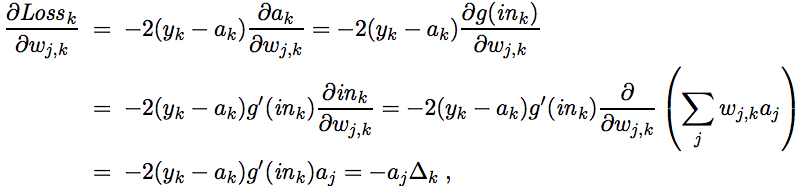 ∂Loss_k/∂w_{j,k} = −2(y_k − a_k) ∂a_k/∂w_{j,k} = −2(y_k − a_k) ∂g(in_k)/∂w_{j,k}
= −2(y_k − a_k)g′(in_k) ∂in_k/∂w_{j,k} = −2(y_k − a_k)g′(in_k) ∂/∂w_{j,k} (∑_j w_{j,k}a_j)
= −2(y_k − a_k)g′(in_k)a_j = −a_jΔ_k ,